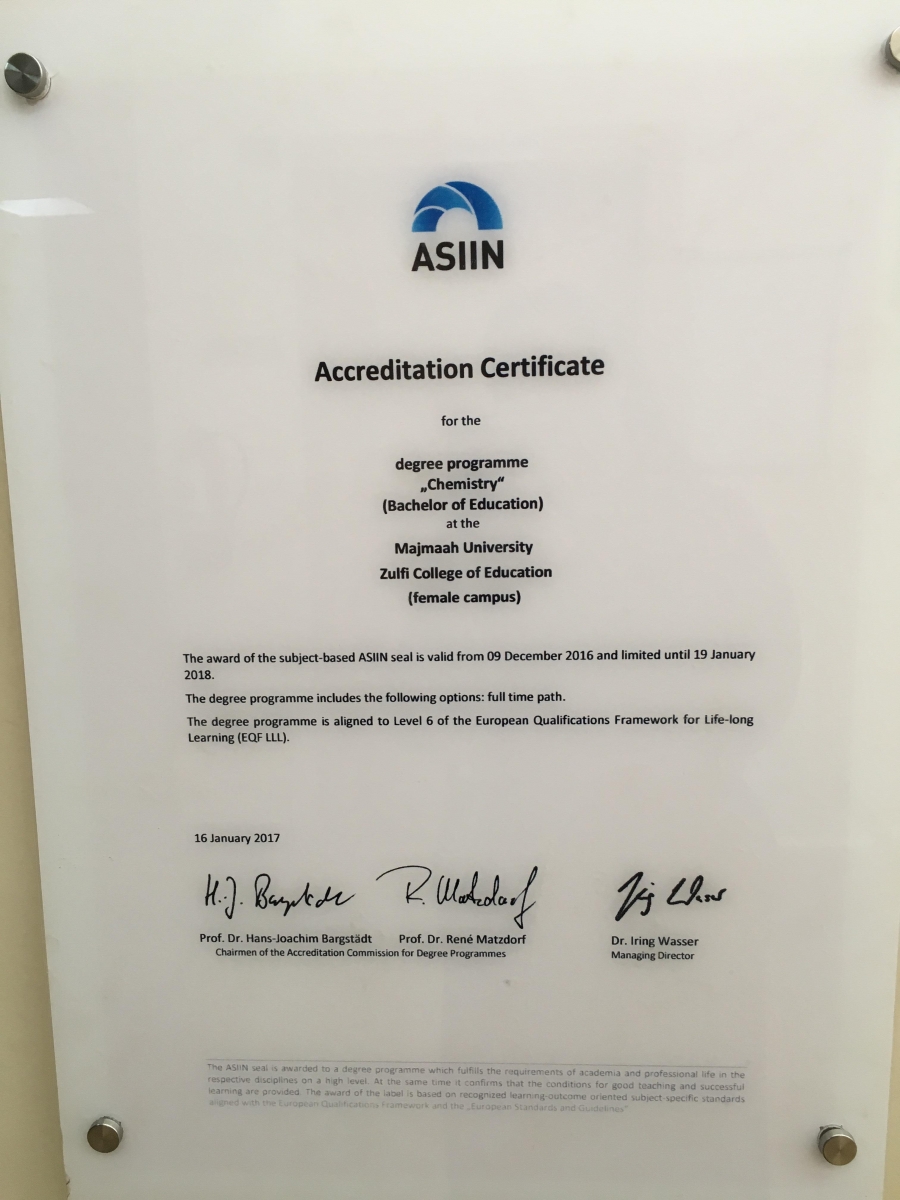 ASIIN
Accreditation Certificate
for the
degree programme
„Chemistry“
(Bachelor of Education)
at the
Majmaah University
Zulfi College of Education
(female campus)
The award of the subject-based ASIIN seal is valid from 09 December 2016 and limited until 19 January
2018.
The degree programme includes the following options: full time path.
The degree programme is aligned to Level 6 of the European Qualifications Framework for Life-long
Learning (EQF LLL).
16 January 2017
H.-J. Bargstädt R. Matzdorf Iring Wasser
Prof. Dr. Hans-Joachim Bargstädt Prof. Dr. René Matzdorf Dr. Iring Wasser
Chairmen of the Accreditation Commission for Degree Programmes Managing Director
The ASIIN seal is awarded to a degree programme which fulfills the requirements of academia and professional life in the
respective disciplines on a high level. At the same time it confirms that the conditions for good teaching and successful
learning are provided. The award of the label is based on recognized learning-outcome oriented subject-specific standards
aligned with the European Qualifications Framework and the „European Standards and Guidelines“